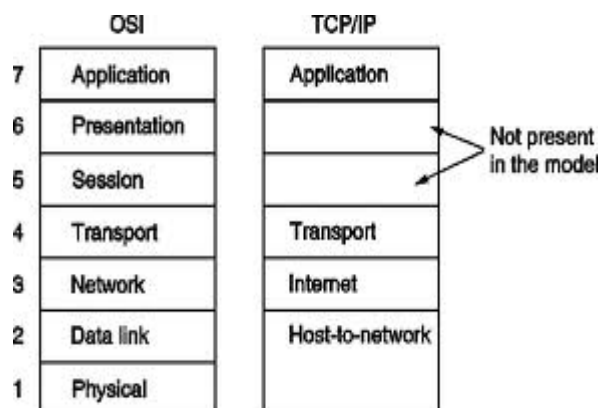 OSI TCP/IP
7 Application Application
6 Presentation
Not present
in the model
5 Session
4 Transport Transport
3 Network Internet
2 Data link Host-to-network
1 Physical